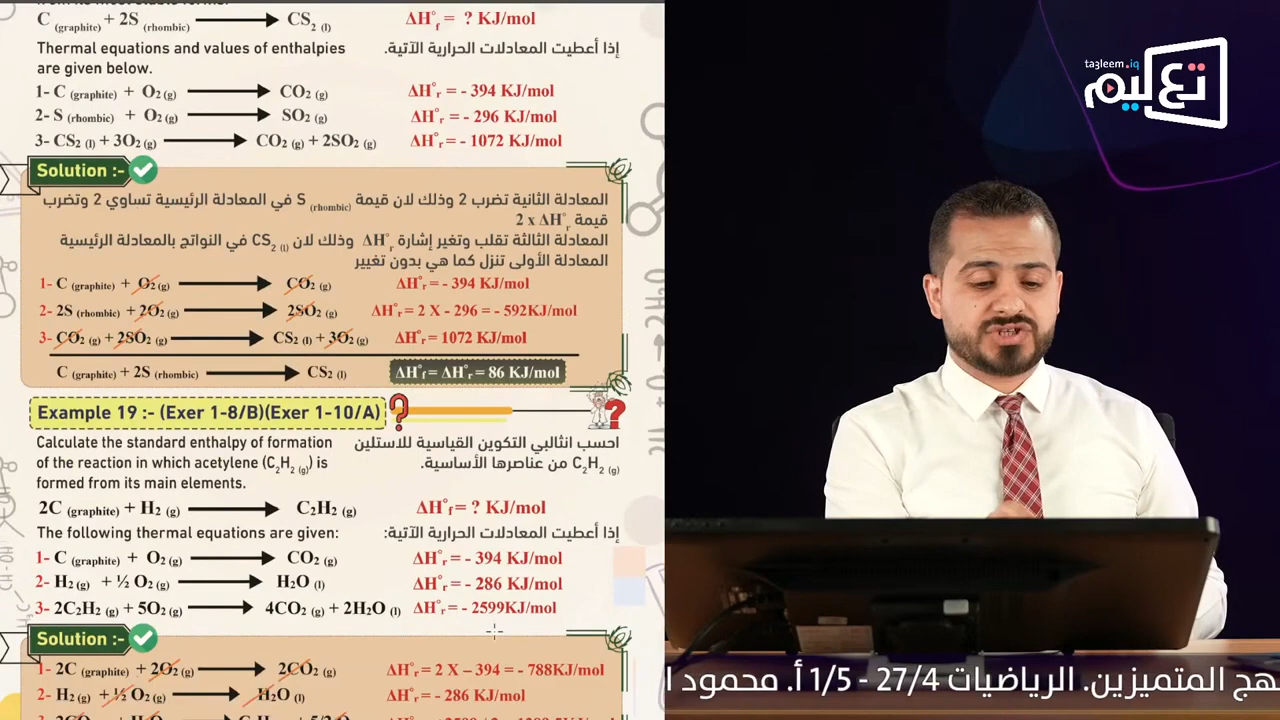 C (graphite) + 2S (rhombic) ⟶ CS₂ (l) ΔH°f = ? KJ/mol
Thermal equations and values of enthalpies are given below.
إذا أعطيت المعادلات الحرارية الآتية.
1- C (graphite) + O₂ (g) ⟶ CO₂ (g) ΔH°r = - 394 KJ/mol
2- S (rhombic) + O₂ (g) ⟶ SO₂ (g) ΔH°r = - 296 KJ/mol
3- CS₂ (l) + 3O₂ (g) ⟶ CO₂ (g) + 2SO₂ (g) ΔH°r = - 1072 KJ/mol
Solution :-
المعادلة الثانية تضرب 2 وذلك لان قيمة S (rhombic) في المعادلة الرئيسية تساوي 2 وتضرب
قيمة 2 x ΔH°r
المعادلة الثالثة تقلب وتغير إشارة ΔH°r وذلك لان CS₂ (l) في النواتج بالمعادلة الرئيسية
المعادلة الأولى تنزل كما هي بدون تغيير
1- C (graphite) + O₂ (g) ⟶ CO₂ (g) ΔH°r = - 394 KJ/mol
2- 2S (rhombic) + 2O₂ (g) ⟶ 2SO₂ (g) ΔH°r = 2 X - 296 = - 592KJ/mol
3- CO₂ (g) + 2SO₂ (g) ⟶ CS₂ (l) + 3O₂ (g) ΔH°r = 1072 KJ/mol
C (graphite) + 2S (rhombic) ⟶ CS₂ (l) ΔH°f = ΔH°r = 86 KJ/mol
Example 19 :- (Exer 1-8/B)(Exer 1-10/A)
Calculate the standard enthalpy of formation
of the reaction in which acetylene (C₂H₂ (g)) is
formed from its main elements.
احسب انثالبي التكوين القياسية للاستلين
C₂H₂ (g) من عناصرها الأساسية.
2C (graphite) + H₂ (g) ⟶ C₂H₂ (g) ΔH°f = ? KJ/mol
The following thermal equations are given:
إذا أعطيت المعادلات الحرارية الآتية:
1- C (graphite) + O₂ (g) ⟶ CO₂ (g) ΔH°r = - 394 KJ/mol
2- H₂ (g) + ½ O₂ (g) ⟶ H₂O (l) ΔH°r = - 286 KJ/mol
3- 2C₂H₂ (g) + 5O₂ (g) ⟶ 4CO₂ (g) + 2H₂O (l) ΔH°r = - 2599KJ/mol
Solution :-
1- 2C (graphite) + 2O₂ (g) ⟶ 2CO₂ (g) ΔH°r = 2 X – 394 = - 788KJ/mol
2- H₂ (g) + ½ O₂ (g) ⟶ H₂O (l) ΔH°r = - 286 KJ/mol
ta3leem.iq
تعليم
هج المتميزين. الرياضيات 27/4 - 1/5 أ. محمود ا